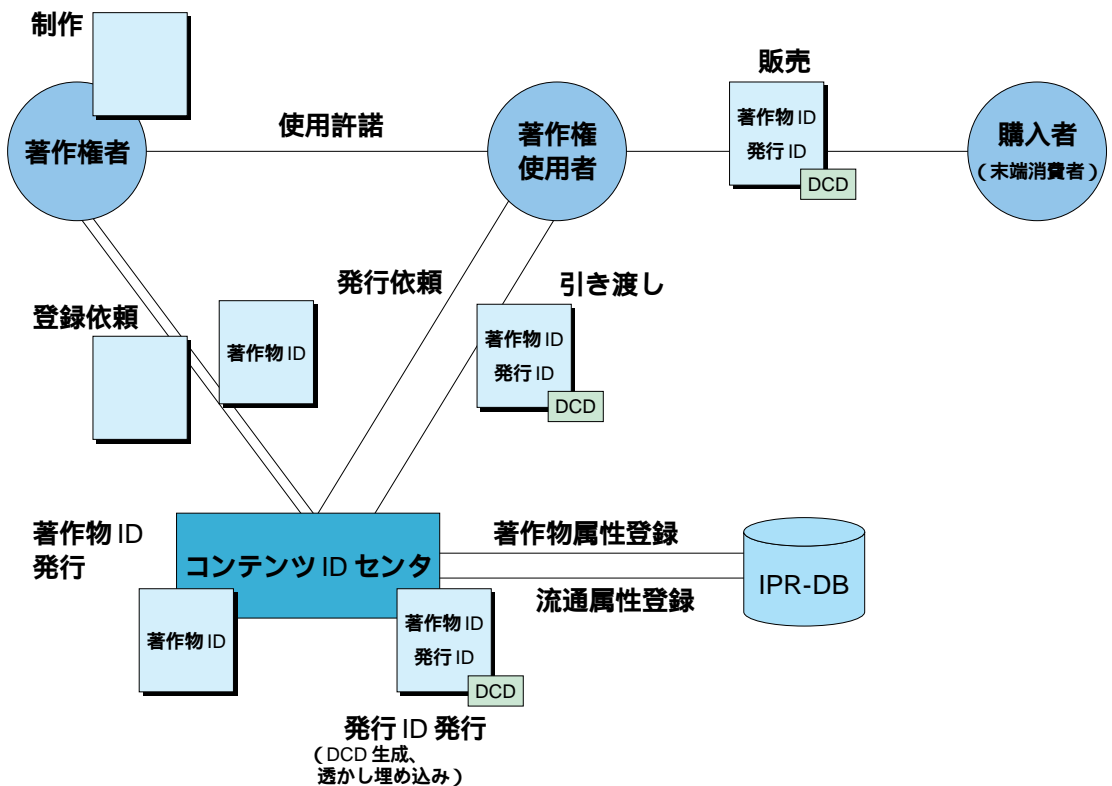 制作
著作権者
使用許諾
著作権
使用者
販売
著作物 ID
発行 ID
DCD
購入者
（末端消費者）
登録依頼
著作物 ID
発行依頼
引き渡し
著作物 ID
発行 ID
DCD
著作物 ID
発行
コンテンツ ID センタ
著作物属性登録
流通属性登録
IPR-DB
著作物 ID
著作物 ID
発行 ID
DCD
発行 ID 発行
（DCD 生成、
透かし埋め込み）